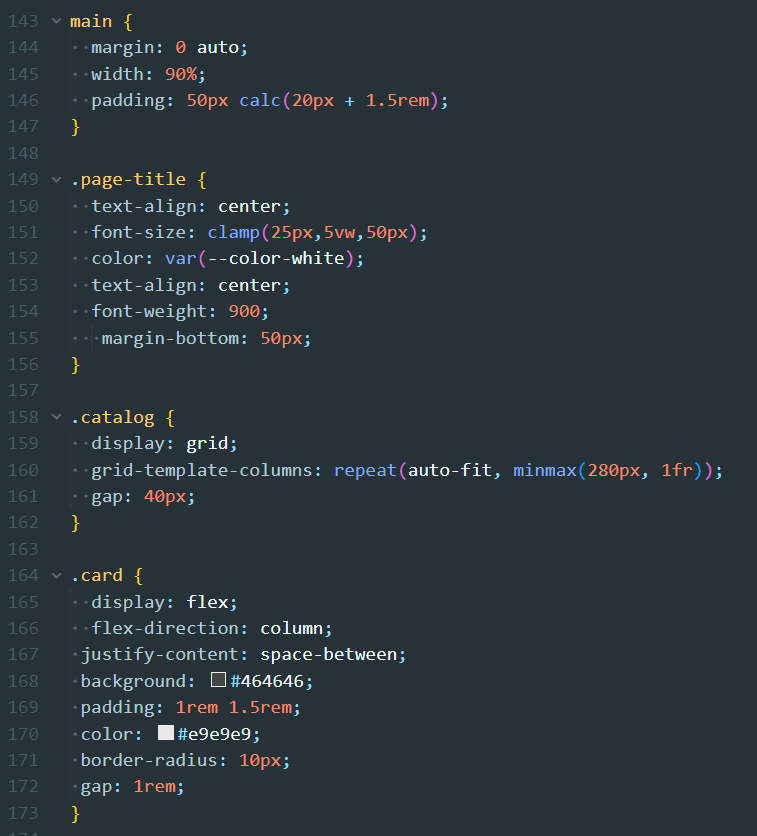 143 main {
144   margin: 0 auto;
145   width: 90%;
146   padding: 50px calc(20px + 1.5rem);
147 }
148
149 .page-title {
150   text-align: center;
151   font-size: clamp(25px,5vw,50px);
152   color: var(--color-white);
153   text-align: center;
154   font-weight: 900;
155    margin-bottom: 50px;
156 }
157
158 .catalog {
159   display: grid;
160   grid-template-columns: repeat(auto-fit, minmax(280px, 1fr));
161   gap: 40px;
162 }
163
164 .card {
165   display: flex;
166   flex-direction: column;
167  justify-content: space-between;
168  background: #464646;
169  padding: 1rem 1.5rem;
170  color: #e9e9e9;
171  border-radius: 10px;
172  gap: 1rem;
173 }